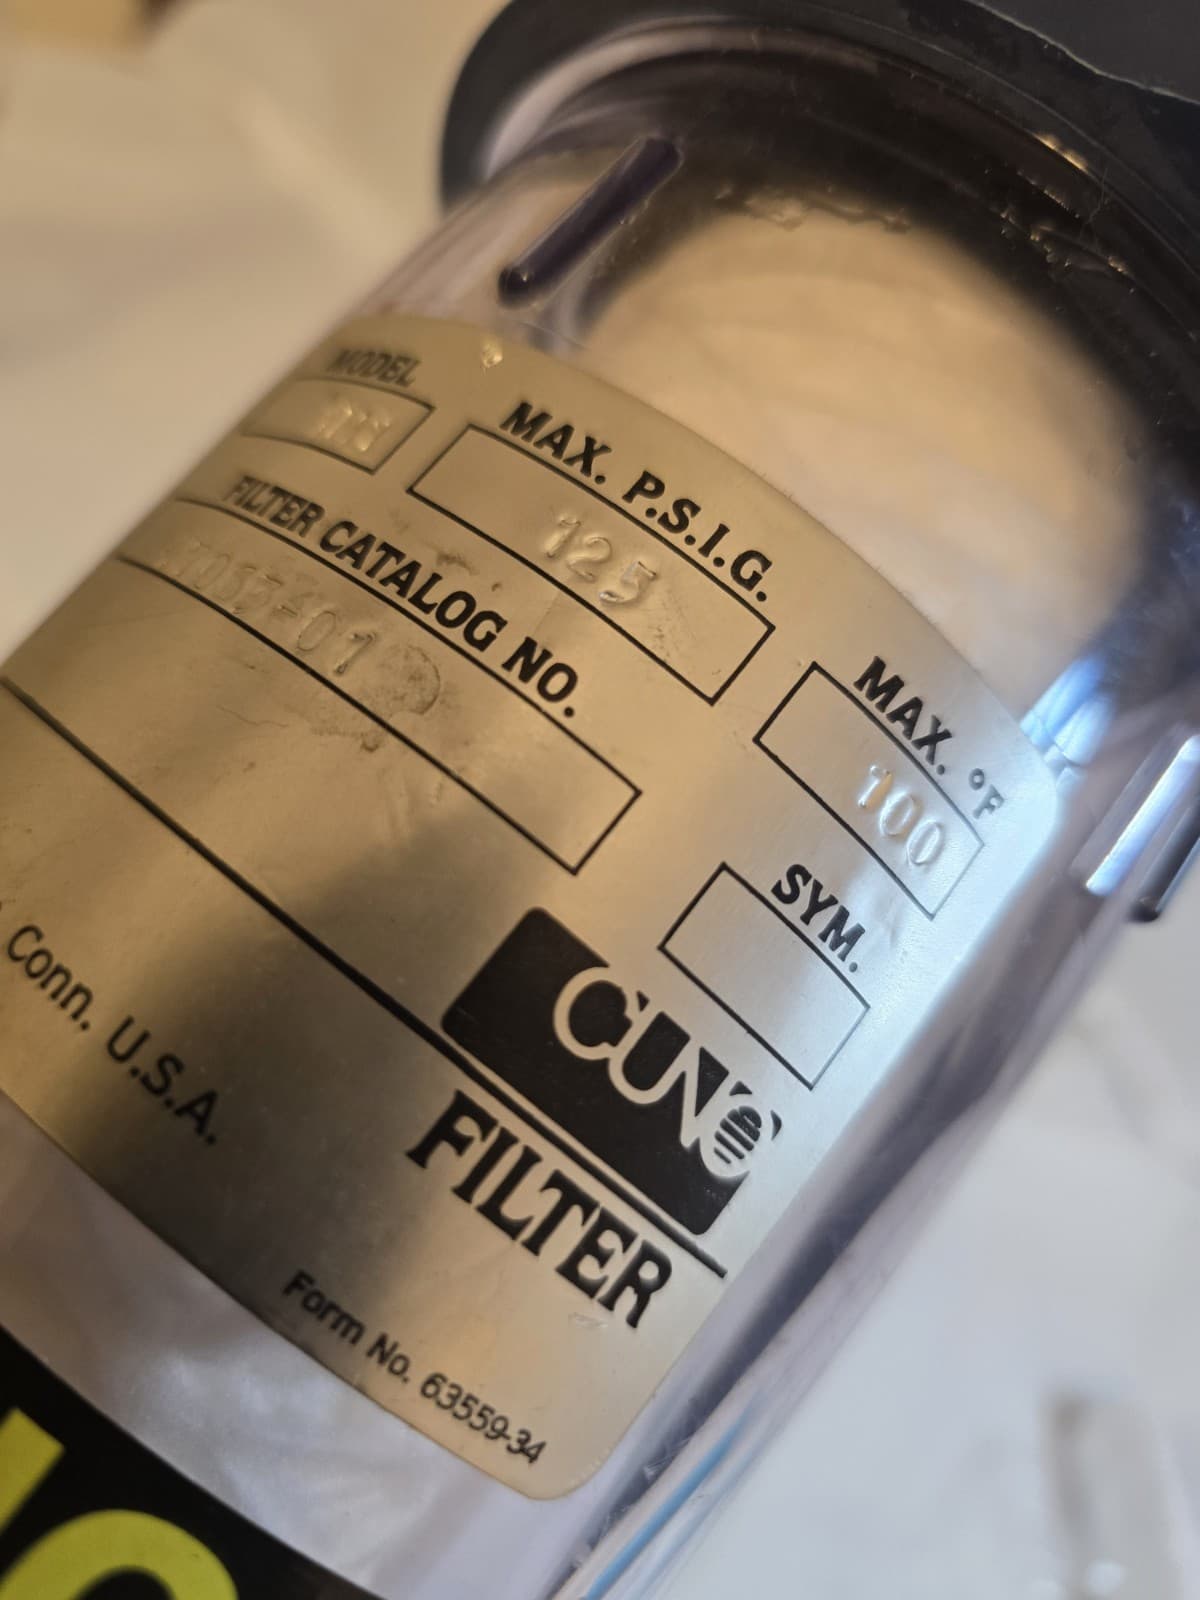 MODEL
MAX. P.S.I.G.
125
MAX. °F
100
FILTER CATALOG NO.
SYM.
CUNO
FILTER
Conn. U.S.A.
Form No. 63559-34